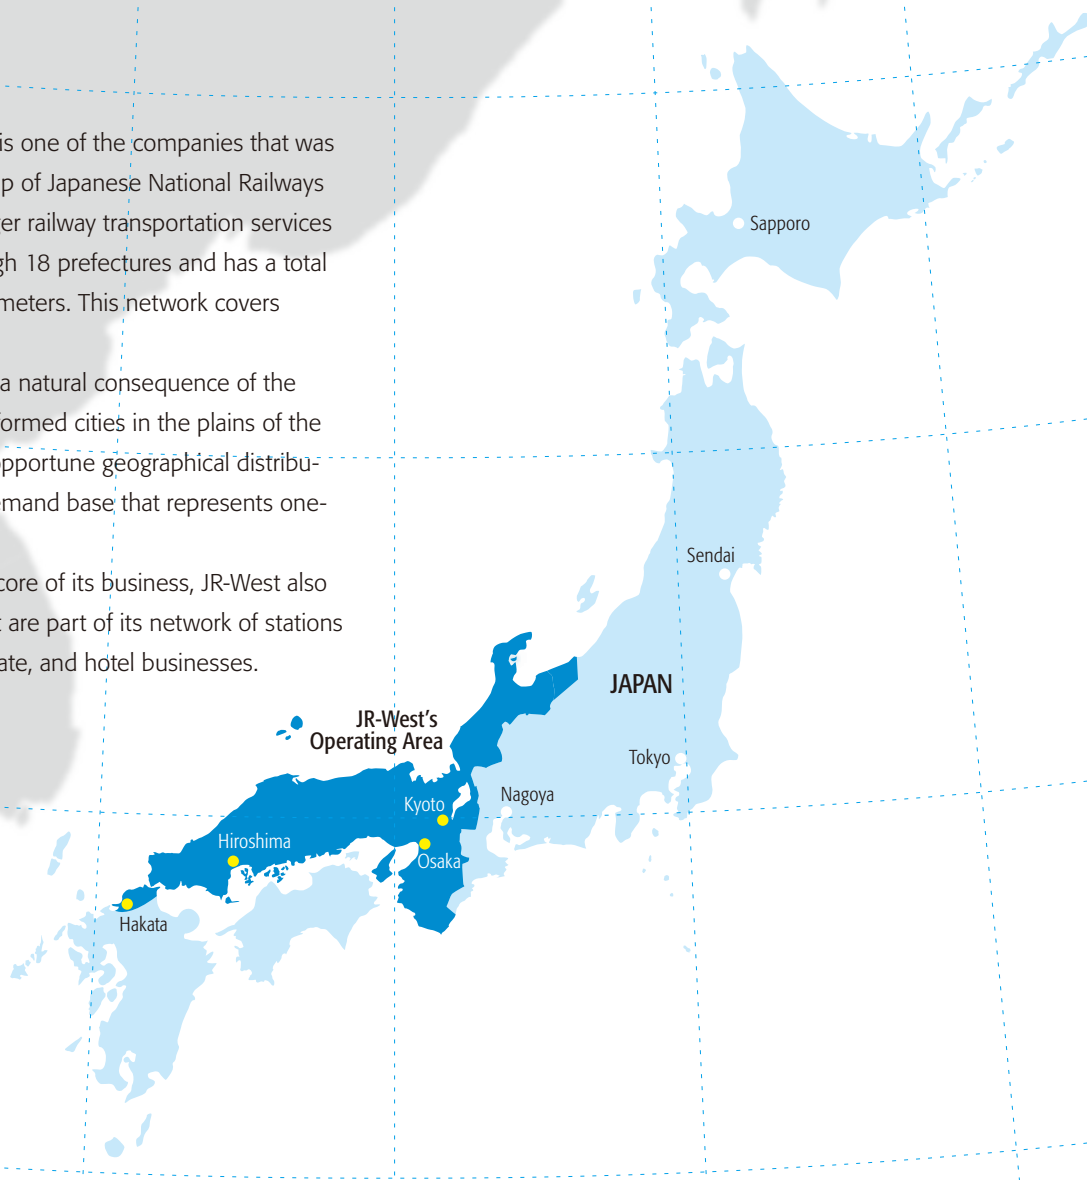 is one of the companies that was
p of Japanese National Railways
er railway transportation services
gh 18 prefectures and has a total
meters. This network covers
a natural consequence of the
formed cities in the plains of the
opportune geographical distribu-
emand base that represents one-
core of its business, JR-West also
t are part of its network of stations
ate, and hotel businesses.
Sapporo
Sendai
JAPAN
JR-West's
Operating Area
Tokyo
Nagoya
Kyoto
Hiroshima
Osaka
Hakata